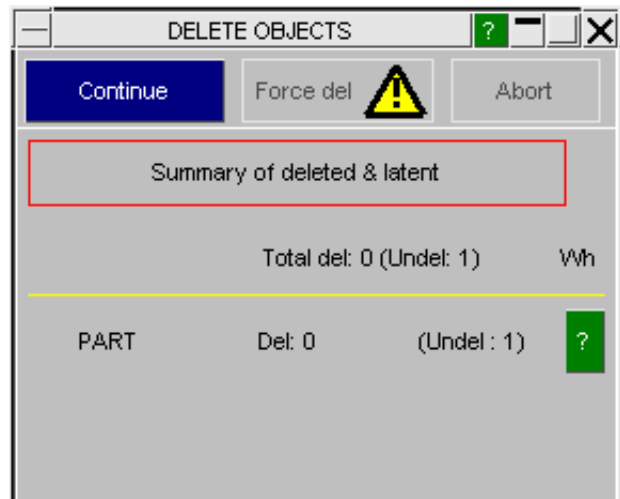 DELETE OBJECTS ?
Continue Force del ! Abort
Summary of deleted & latent
Total del: 0 (Undel: 1) Wh
PART Del: 0 (Undel : 1) ?